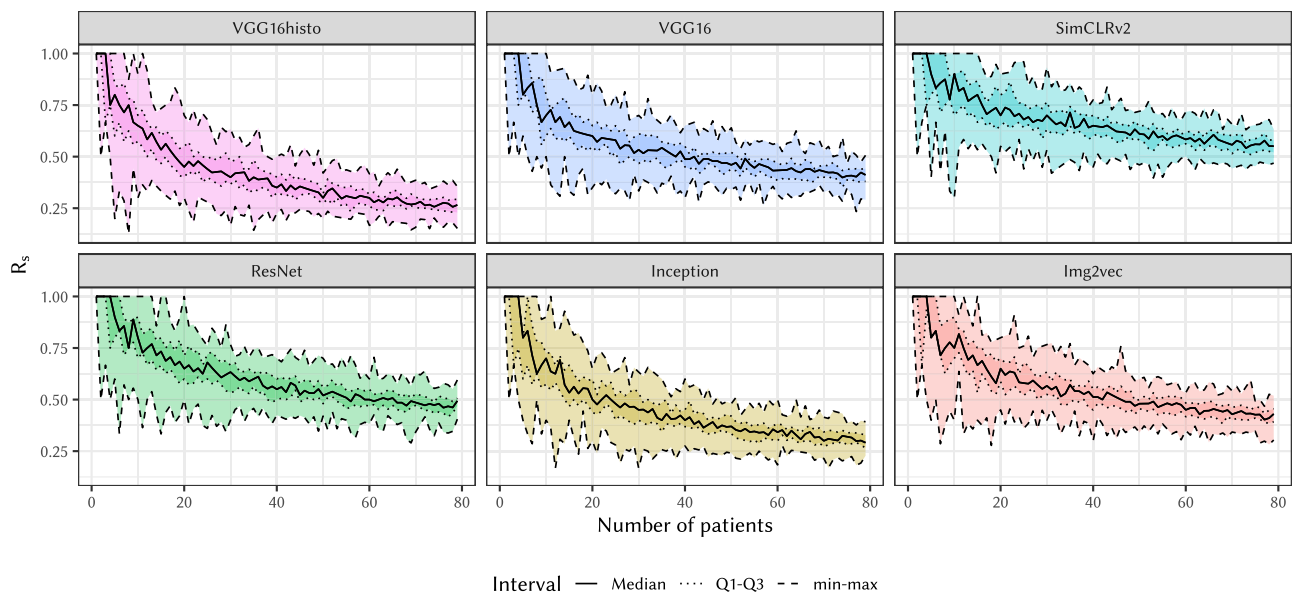 VGG16histo VGG16 SimCLRv2
1.00
0.75
0.50
0.25
R_s
ResNet Inception Img2vec
1.00
0.75
0.50
0.25
0 20 40 60 80 0 20 40 60 80 0 20 40 60 80
Number of patients
Interval Median Q1-Q3 min-max